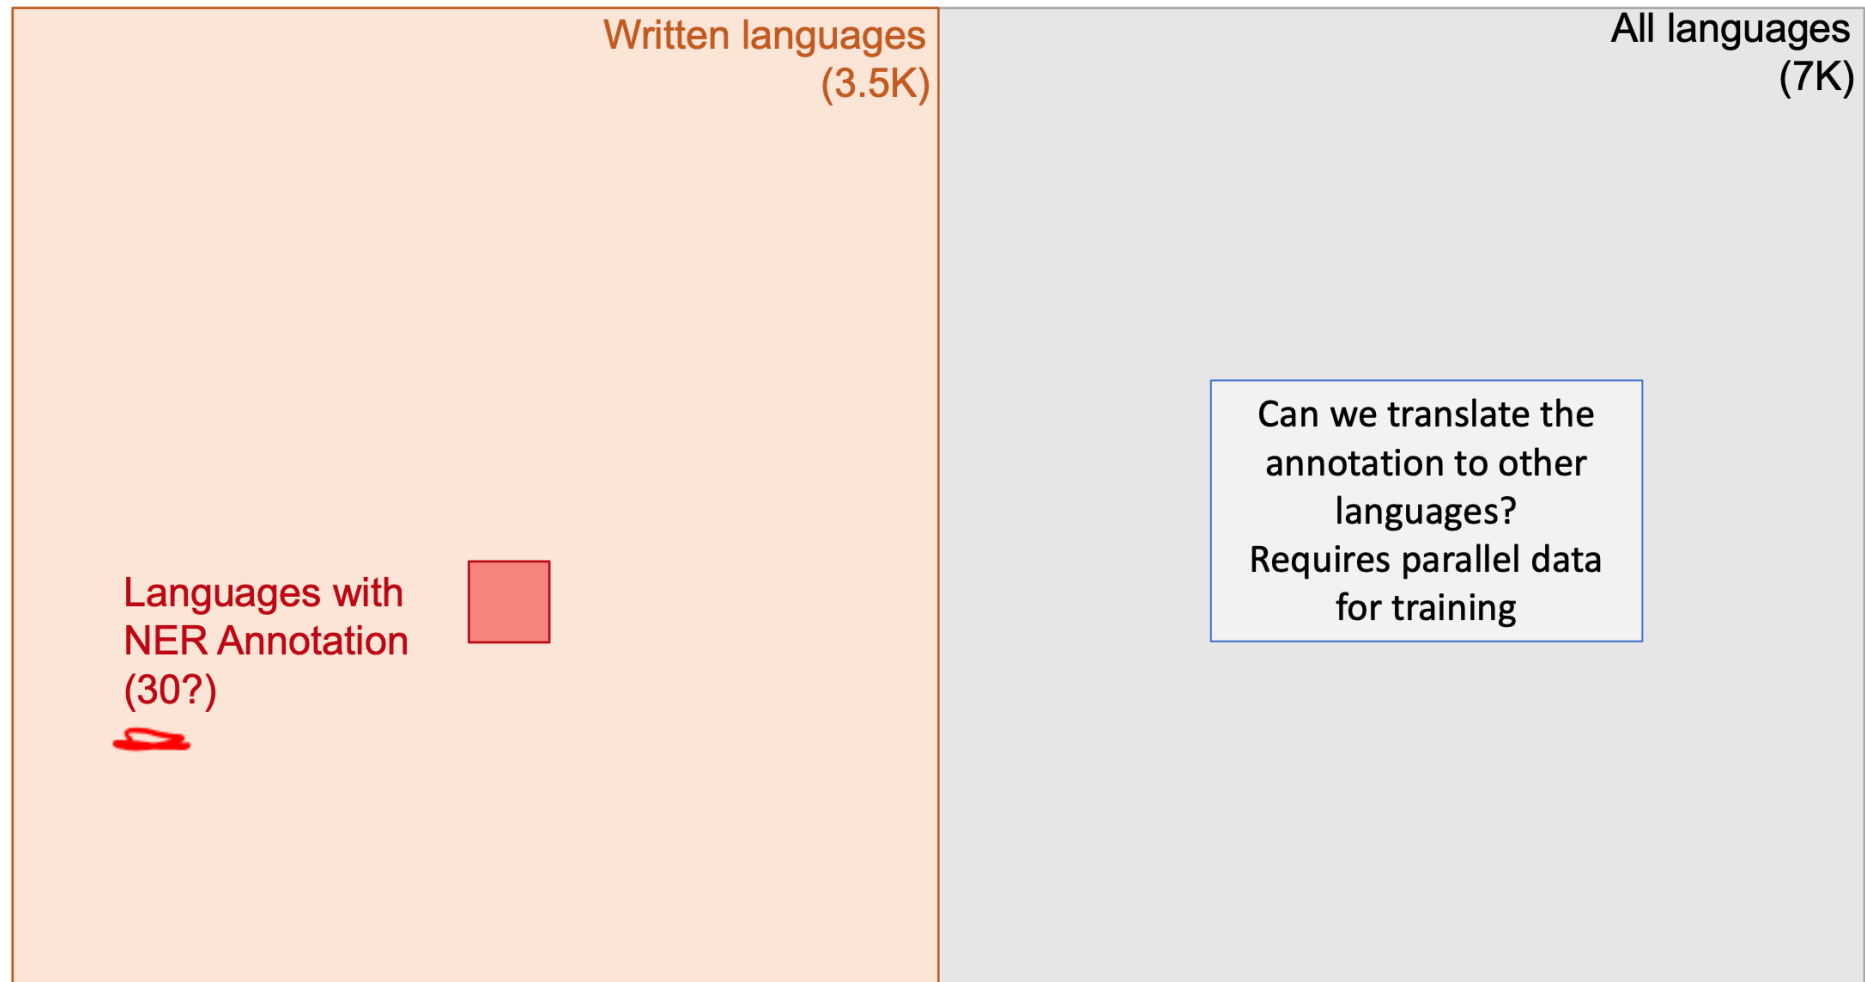 Written languages
(3.5K)
All languages
(7K)
Can we translate the
annotation to other
languages?
Requires parallel data
for training
Languages with
NER Annotation
(30?)